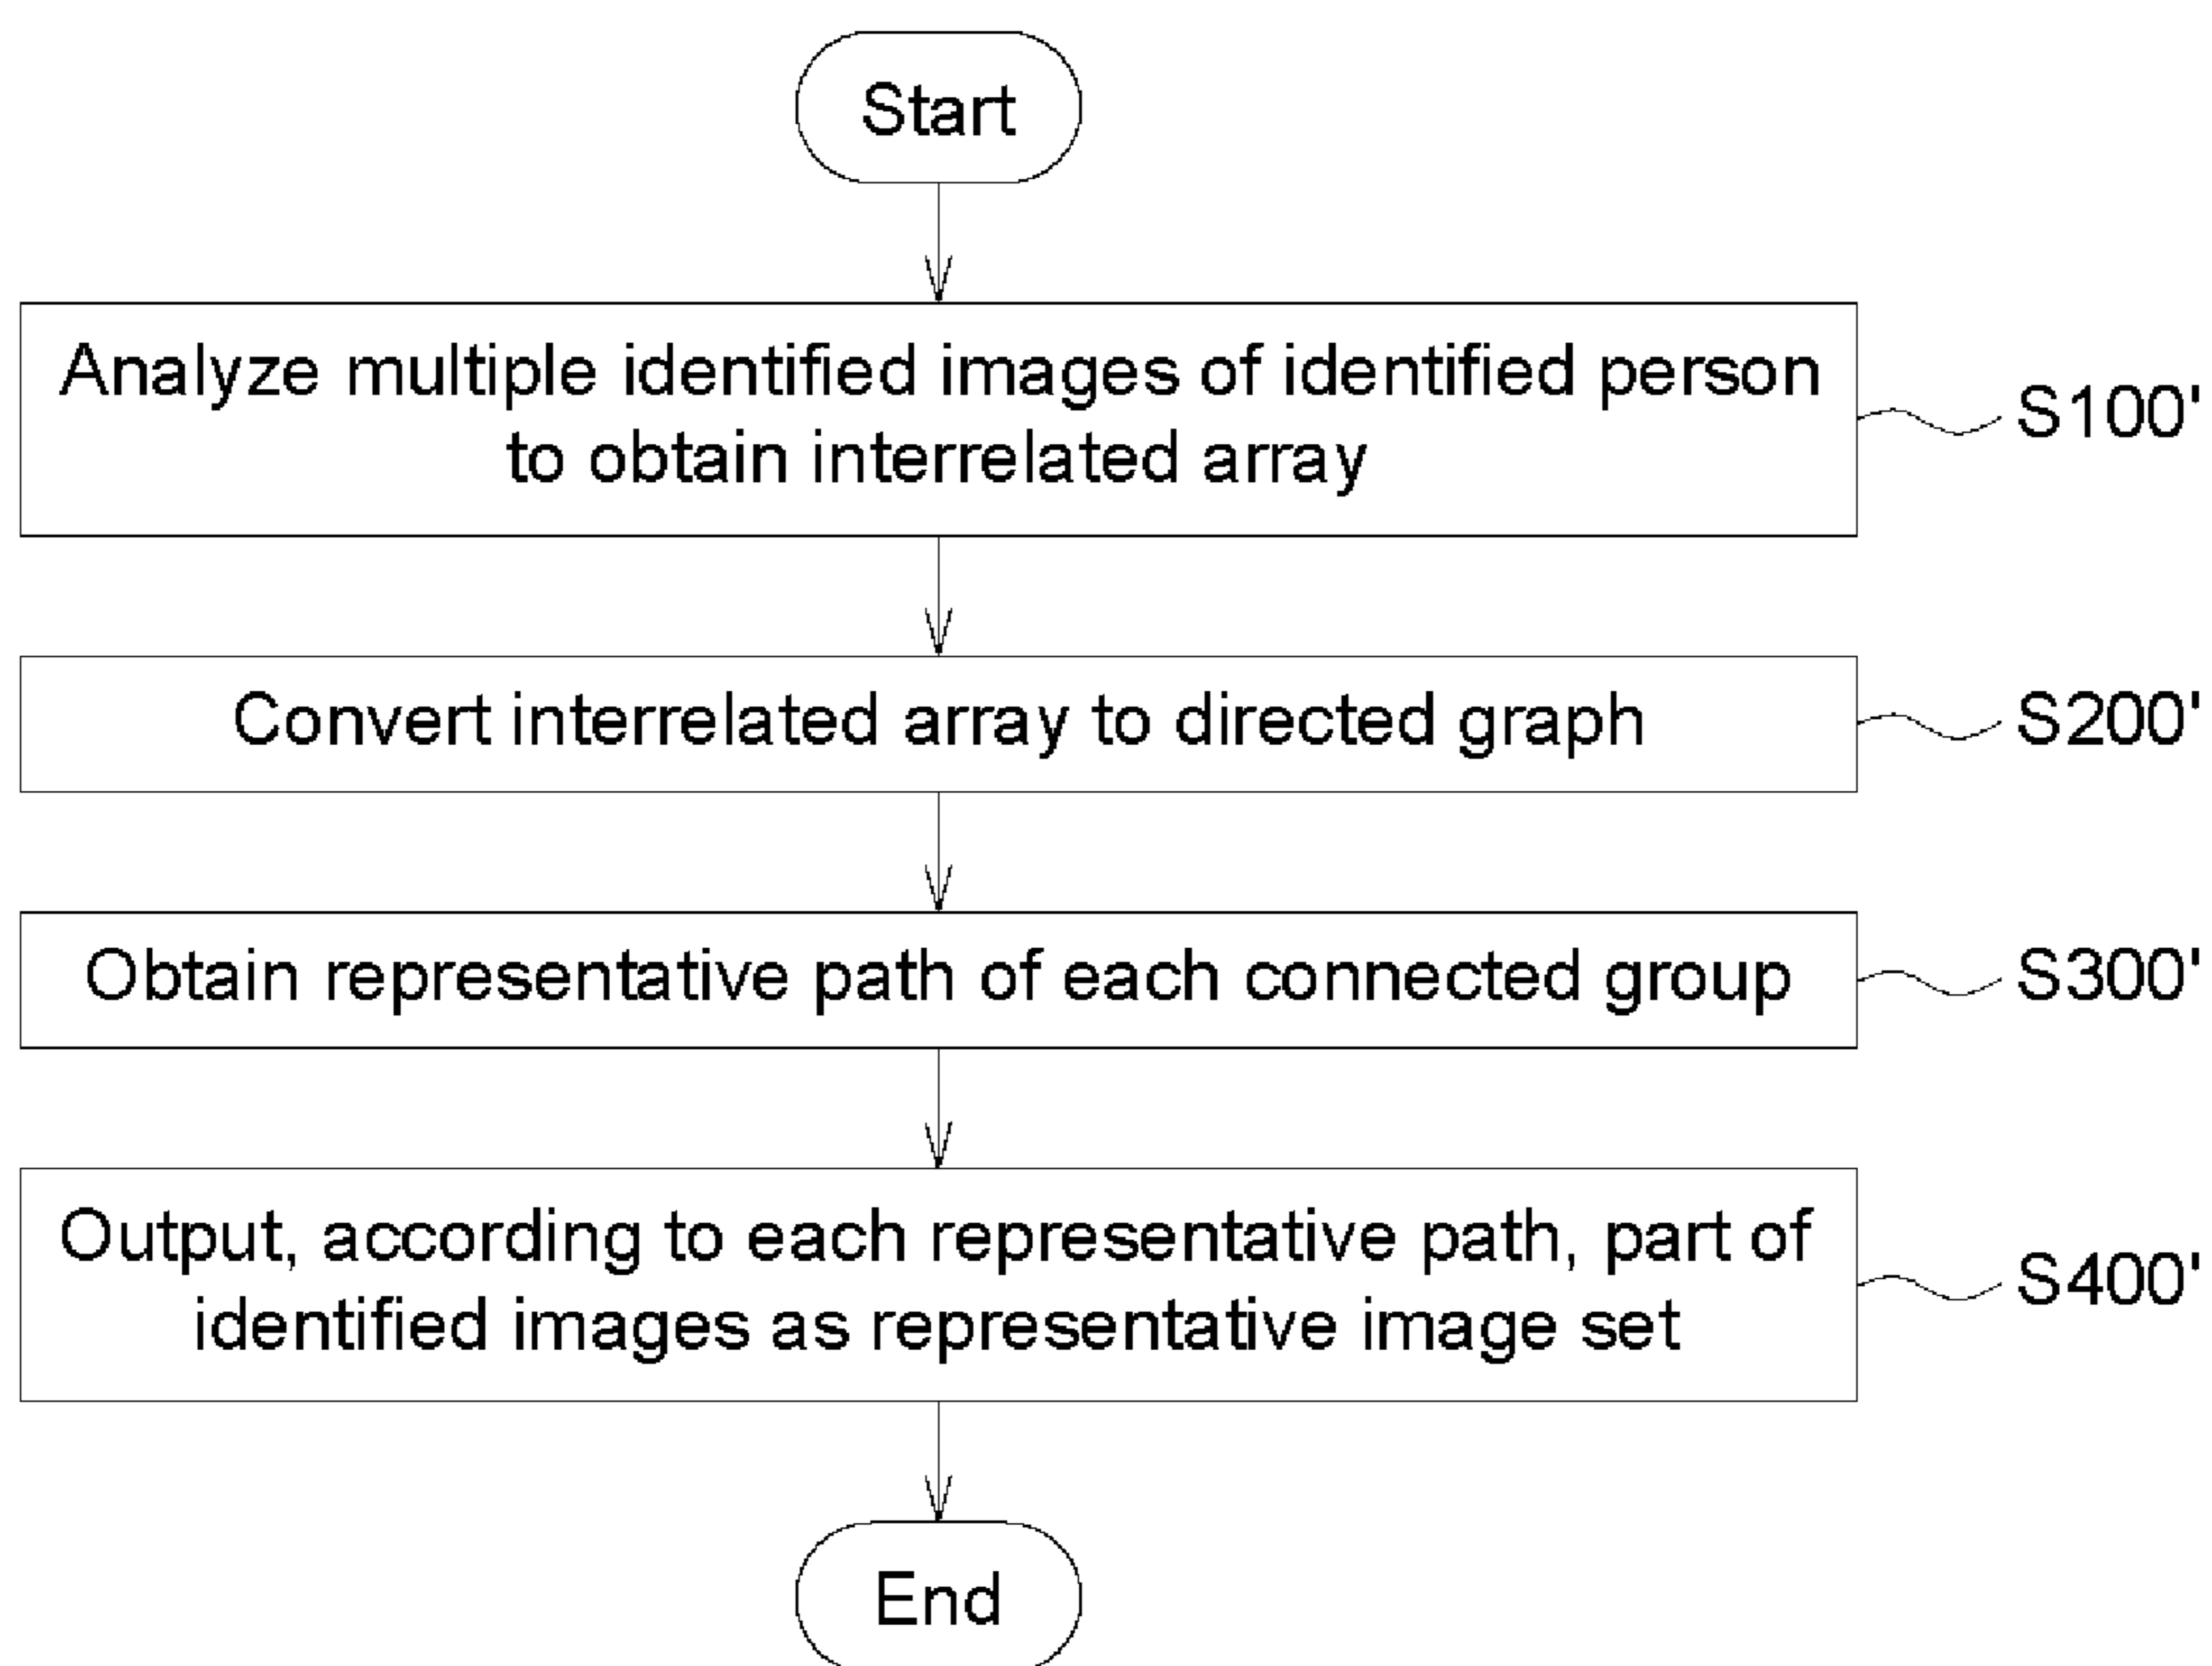 Start
Analyze multiple identified images of identified person
to obtain interrelated array
S100'
Convert interrelated array to directed graph
S200'
Obtain representative path of each connected group
S300'
Output, according to each representative path, part of
identified images as representative image set
S400'
End